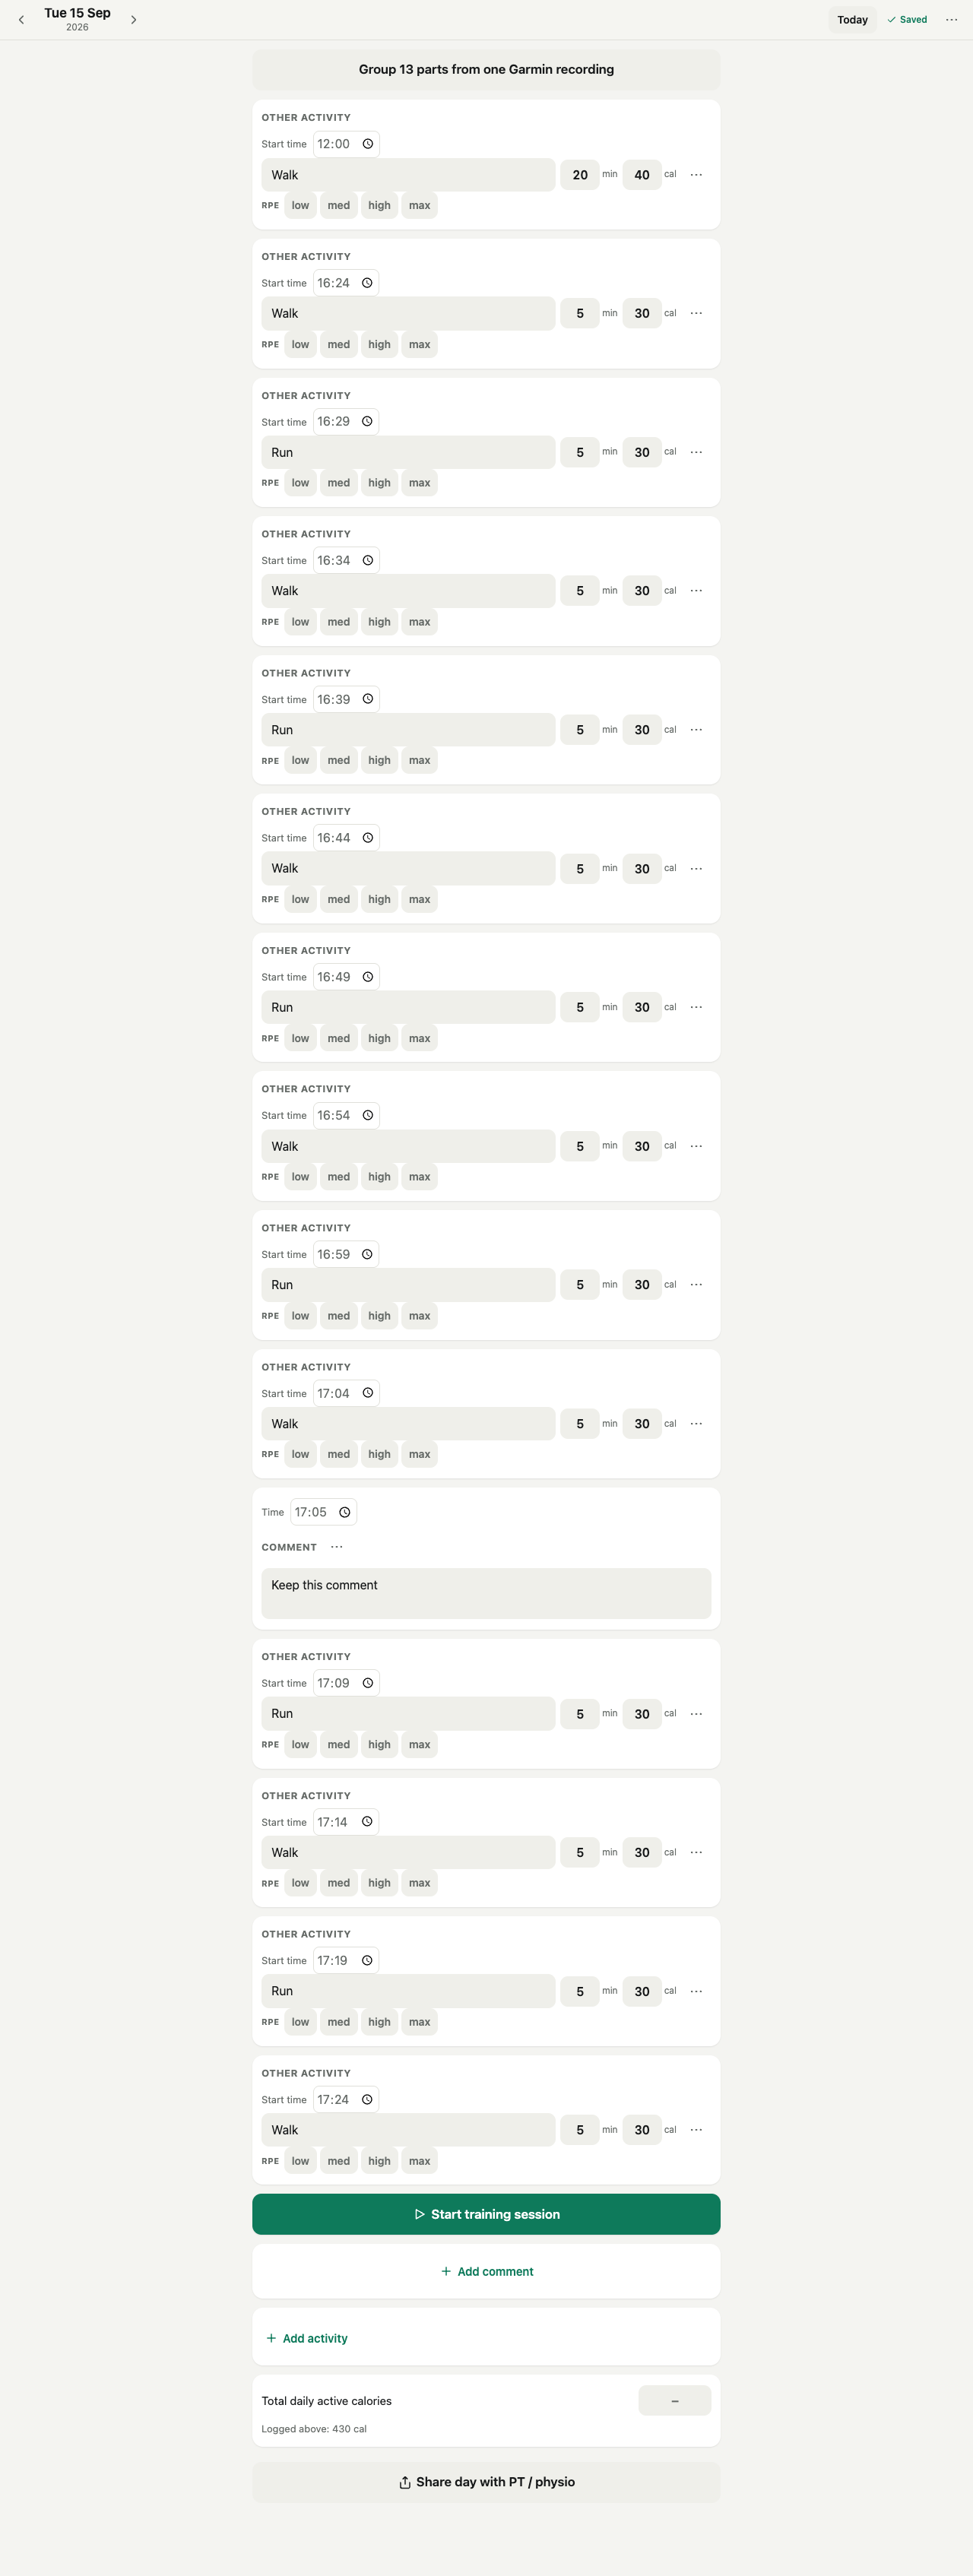 Tue 15 Sep
2026
Today
Saved
Group 13 parts from one Garmin recording
OTHER ACTIVITY
Start time 12:00
Walk 20 min 40 cal
RPE low med high max
OTHER ACTIVITY
Start time 16:24
Walk 5 min 30 cal
RPE low med high max
OTHER ACTIVITY
Start time 16:29
Run 5 min 30 cal
RPE low med high max
OTHER ACTIVITY
Start time 16:34
Walk 5 min 30 cal
RPE low med high max
OTHER ACTIVITY
Start time 16:39
Run 5 min 30 cal
RPE low med high max
OTHER ACTIVITY
Start time 16:44
Walk 5 min 30 cal
RPE low med high max
OTHER ACTIVITY
Start time 16:49
Run 5 min 30 cal
RPE low med high max
OTHER ACTIVITY
Start time 16:54
Walk 5 min 30 cal
RPE low med high max
OTHER ACTIVITY
Start time 16:59
Run 5 min 30 cal
RPE low med high max
OTHER ACTIVITY
Start time 17:04
Walk 5 min 30 cal
RPE low med high max
Time 17:05
COMMENT
Keep this comment
OTHER ACTIVITY
Start time 17:09
Run 5 min 30 cal
RPE low med high max
OTHER ACTIVITY
Start time 17:14
Walk 5 min 30 cal
RPE low med high max
OTHER ACTIVITY
Start time 17:19
Run 5 min 30 cal
RPE low med high max
OTHER ACTIVITY
Start time 17:24
Walk 5 min 30 cal
RPE low med high max
Start training session
+ Add comment
+ Add activity
Total daily active calories –
Logged above: 430 cal
Share day with PT / physio